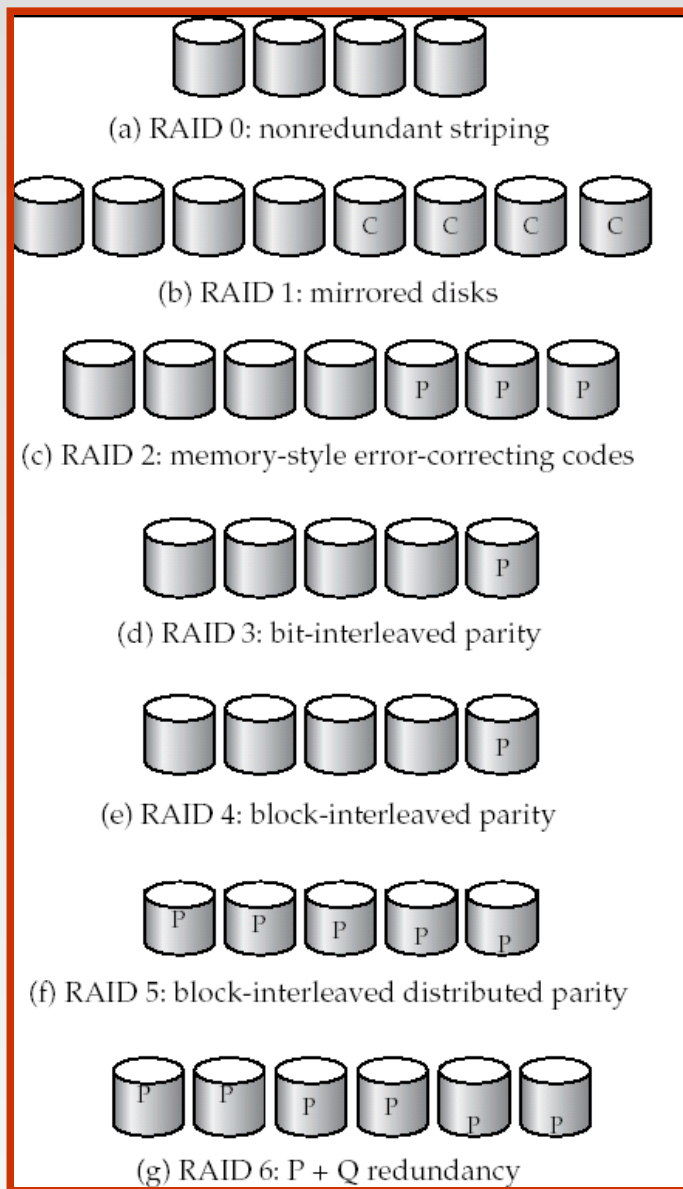 (a) RAID 0: nonredundant striping
C C C C
(b) RAID 1: mirrored disks
P P P
(c) RAID 2: memory-style error-correcting codes
P
(d) RAID 3: bit-interleaved parity
P
(e) RAID 4: block-interleaved parity
P P P P P
(f) RAID 5: block-interleaved distributed parity
P P P P P P
(g) RAID 6: P + Q redundancy